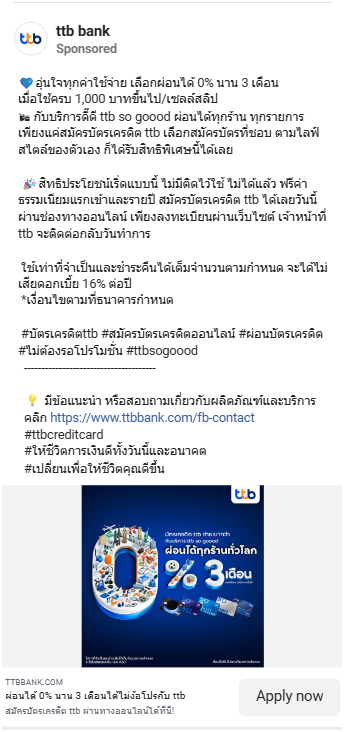 ttb
ttb bank
Sponsored
💙 อุ่นใจทุกค่าใช้จ่าย เลือกผ่อนได้ 0% นาน 3 เดือน
เมื่อใช้ครบ 1,000 บาทขึ้นไป/เซลล์สลิป
กับบริการดี๊ดี ttb so goood ผ่อนได้ทุกร้าน ทุกรายการ
เพียงแค่สมัครบัตรเครดิต ttb เลือกสมัครบัตรที่ชอบ ตามไลฟ์
สไตล์ของตัวเอง ก็ได้รับสิทธิพิเศษนี้ได้เลย
🎉 สิทธิประโยชน์เริ่ดแบบนี้ ไม่มีติดไว้ใช้ ไม่ได้แล้ว ฟรีค่า
ธรรมเนียมแรกเข้าและรายปี สมัครบัตรเครดิต ttb ได้เลยวันนี้
ผ่านช่องทางออนไลน์ เพียงลงทะเบียนผ่านเว็บไซต์ เจ้าหน้าที่
ttb จะติดต่อกลับวันทำการ
ใช้เท่าที่จำเป็นและชำระคืนได้เต็มจำนวนตามกำหนด จะได้ไม่
เสียดอกเบี้ย 16% ต่อปี
*เงื่อนไขตามที่ธนาคารกำหนด
#บัตรเครดิตttb #สมัครบัตรเครดิตออนไลน์ #ผ่อนบัตรเครดิต
#ไม่ต้องรอโปรโมชั่น #ttbsogoood
-------------------------------------
💡 มีข้อแนะนำ หรือสอบถามเกี่ยวกับผลิตภัณฑ์และบริการ
คลิก https://www.ttbbank.com/fb-contact
#ttbcreditcard
#ให้ชีวิตการเงินดีทั้งวันนี้และอนาคต
#เปลี่ยนเพื่อให้ชีวิตคุณดีขึ้น
ttb
บัตรเครดิต ttb จ่ายเบากว่า
กับบริการ ttb so goood
ผ่อนได้ทุกร้านทั่วโลก
0% 3 เดือน
TTBBANK.COM
ผ่อนได้ 0% นาน 3 เดือนได้ไม่ง้อโปรกับ ttb
สมัครบัตรเครดิต ttb ผ่านทางออนไลน์ได้ที่นี่!
Apply now